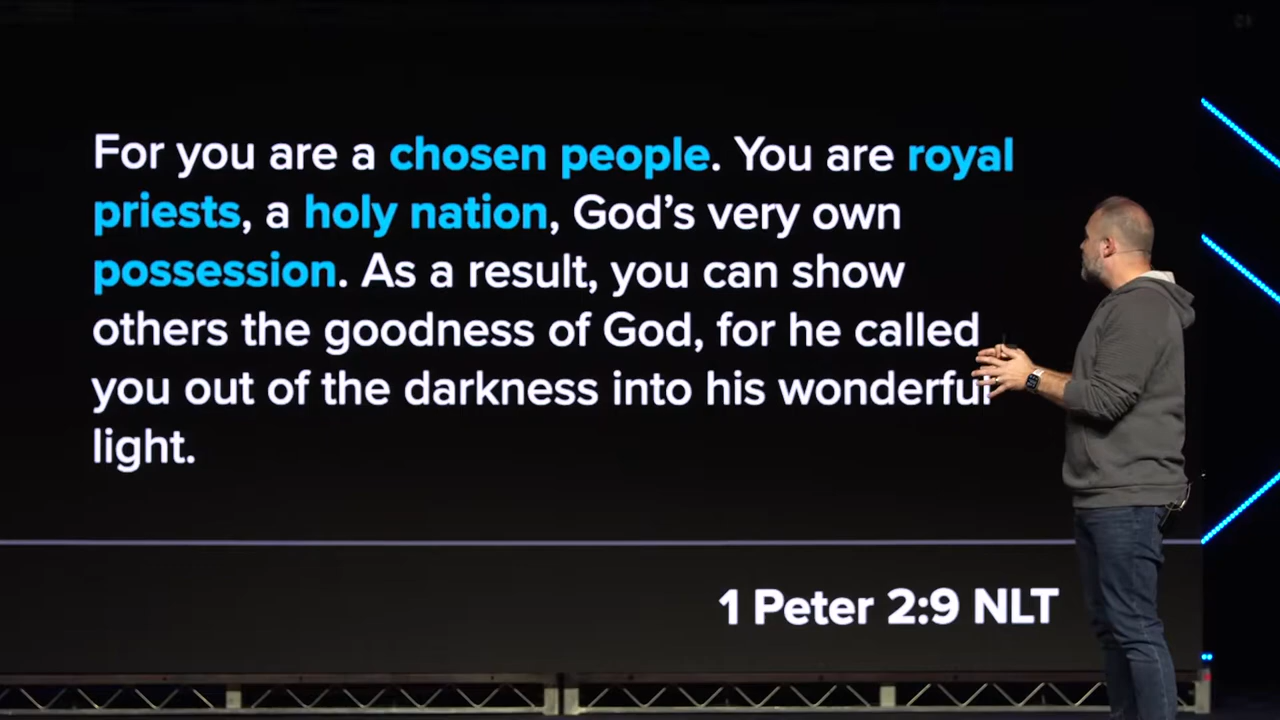 For you are a chosen people. You are royal
priests, a holy nation, God’s very own
possession. As a result, you can show
others the goodness of God, for he called
you out of the darkness into his wonderful
light.
1 Peter 2:9 NLT